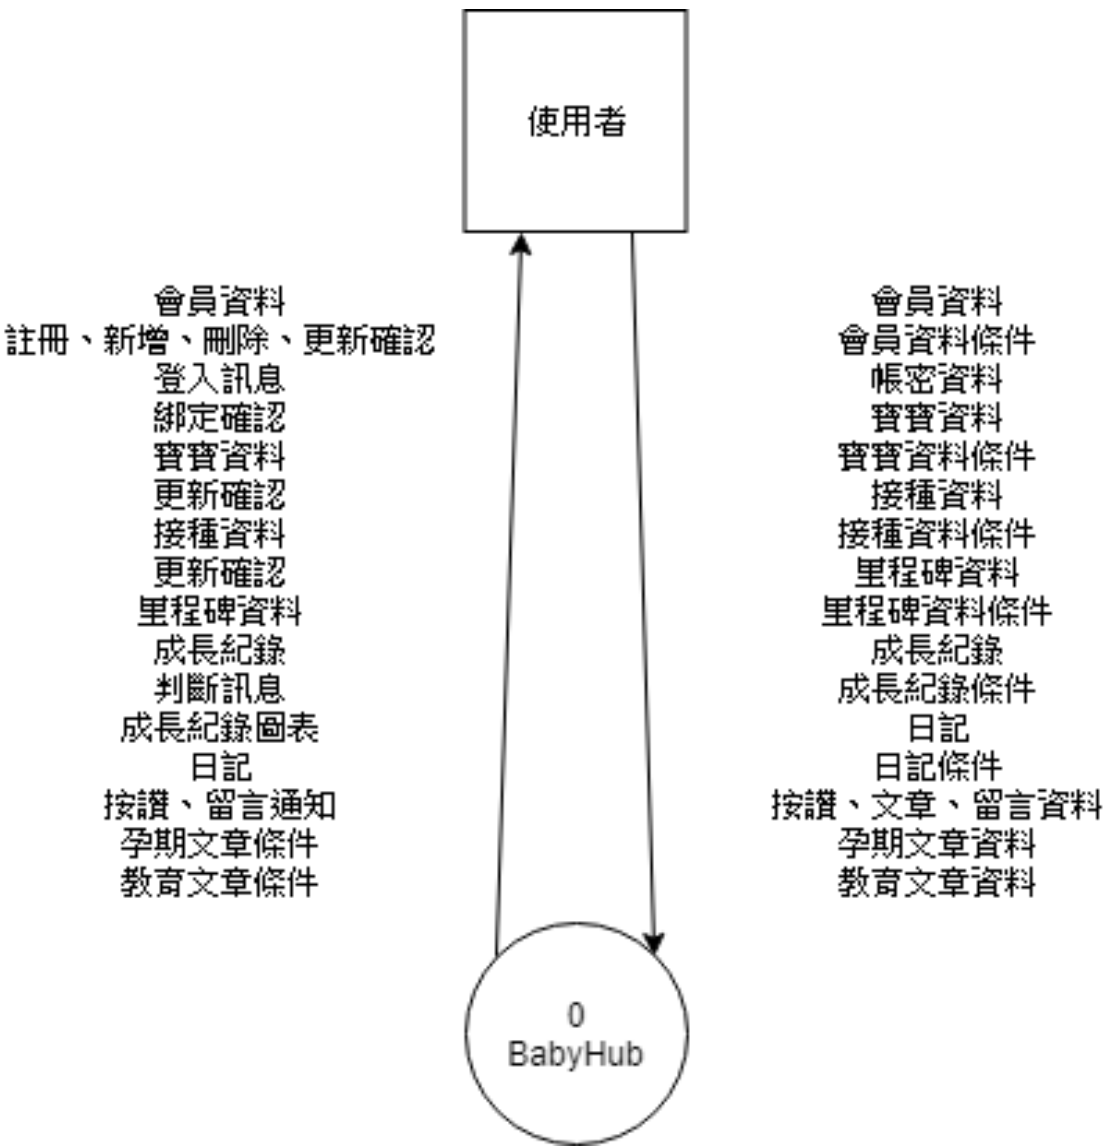 使用者
會員資料
註冊、新增、刪除、更新確認
登入訊息
綁定確認
寶寶資料
更新確認
接種資料
更新確認
里程碑資料
成長紀錄
判斷訊息
成長紀錄圖表
日記
按讚、留言通知
孕期文章條件
教育文章條件
會員資料
會員資料條件
帳密資料
寶寶資料
寶寶資料條件
接種資料
接種資料條件
里程碑資料
里程碑資料條件
成長紀錄
成長紀錄條件
日記
日記條件
按讚、文章、留言資料
孕期文章資料
教育文章資料
0
BabyHub